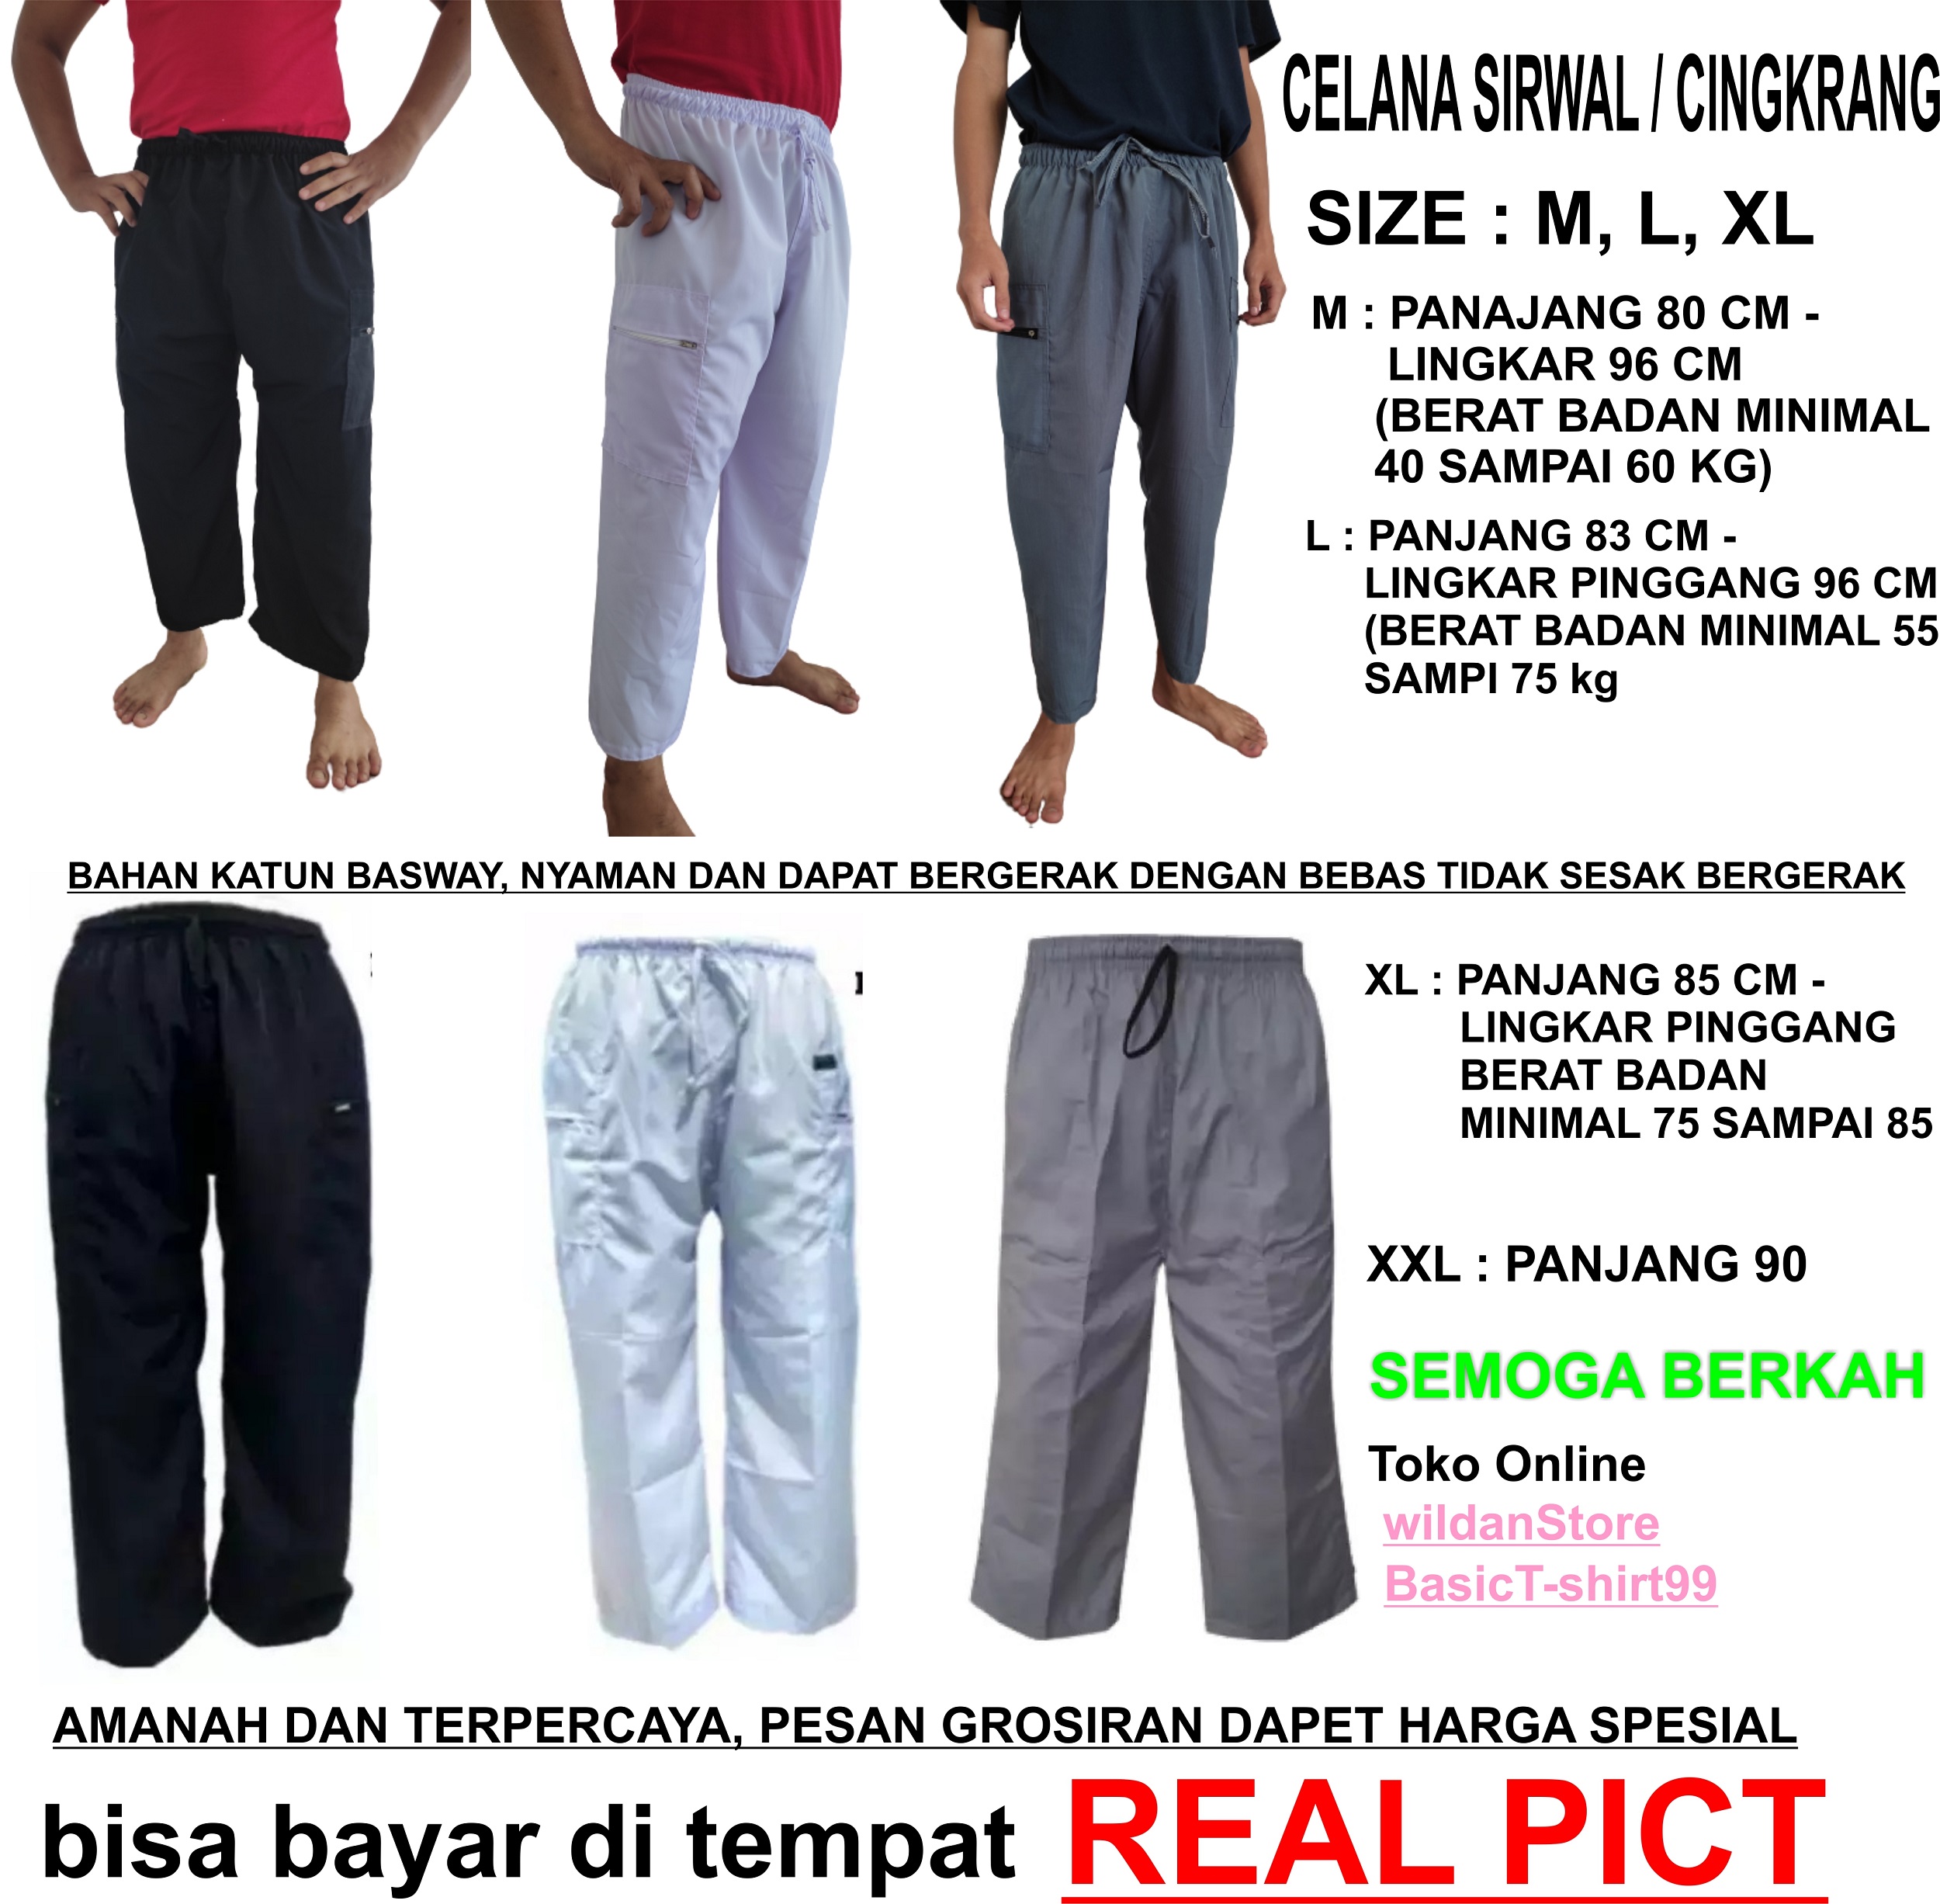 CELANA SIRWAL / CINGKRANG
SIZE : M, L, XL
M : PANAJANG 80 CM -
LINGKAR 96 CM
(BERAT BADAN MINIMAL
40 SAMPAI 60 KG)
L : PANJANG 83 CM -
LINGKAR PINGGANG 96 CM
(BERAT BADAN MINIMAL 55
SAMPI 75 kg
BAHAN KATUN BASWAY, NYAMAN DAN DAPAT BERGERAK DENGAN BEBAS TIDAK SESAK BERGERAK
XL : PANJANG 85 CM -
LINGKAR PINGGANG
BERAT BADAN
MINIMAL 75 SAMPAI 85
XXL : PANJANG 90
SEMOGA BERKAH
Toko Online
wildanStore
BasicT-shirt99
AMANAH DAN TERPERCAYA, PESAN GROSIRAN DAPET HARGA SPESIAL
bisa bayar di tempat REAL PICT